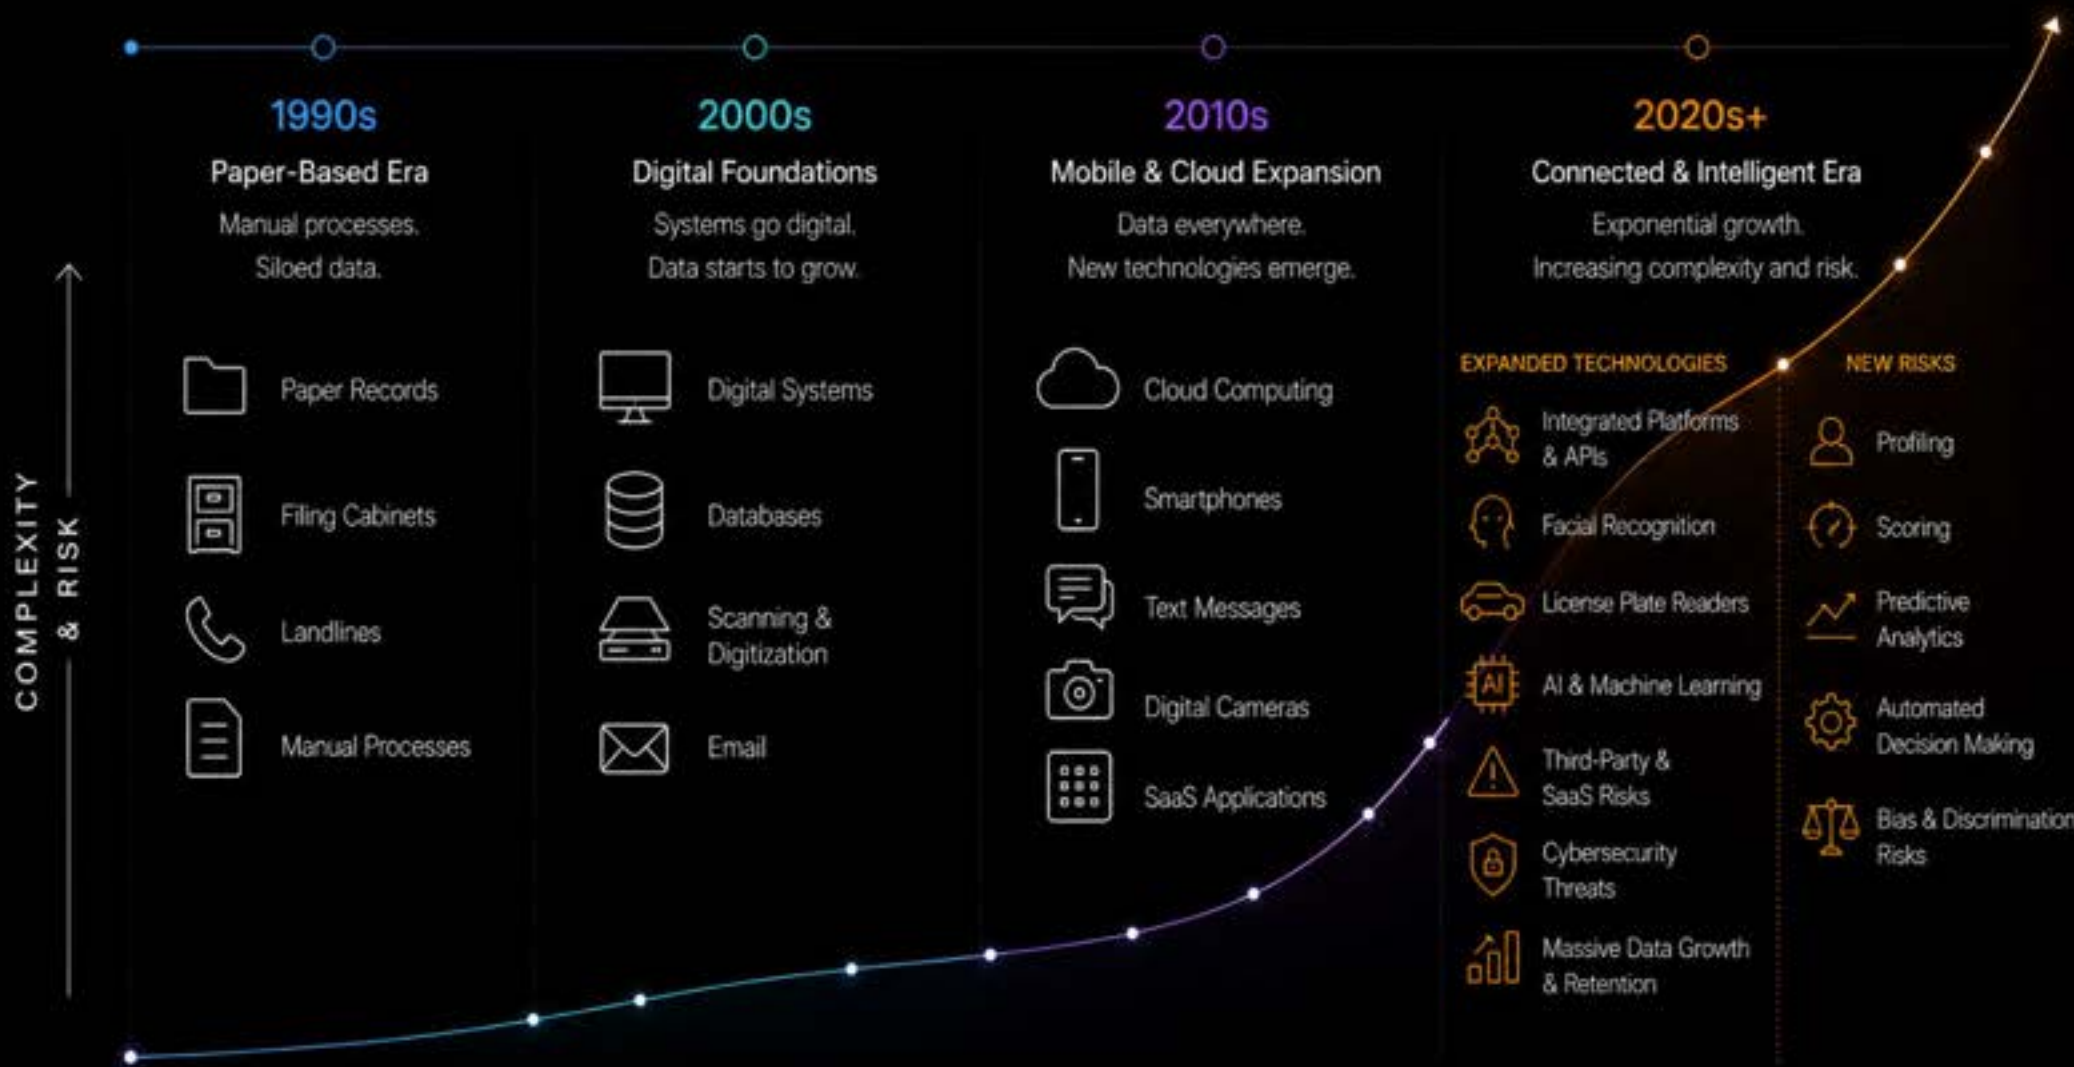 1990s
Paper-Based Era
Manual processes.
Siloed data.
Paper Records
Filing Cabinets
Landlines
Manual Processes
2000s
Digital Foundations
Systems go digital.
Data starts to grow.
Digital Systems
Databases
Scanning &
Digitization
Email
2010s
Mobile & Cloud Expansion
Data everywhere.
New technologies emerge.
Cloud Computing
Smartphones
Text Messages
Digital Cameras
SaaS Applications
2020s+
Connected & Intelligent Era
Exponential growth.
Increasing complexity and risk.
EXPANDED TECHNOLOGIES
Integrated Platforms
& APIs
Facial Recognition
License Plate Readers
AI
AI & Machine Learning
Third-Party &
SaaS Risks
Cybersecurity
Threats
Massive Data Growth
& Retention
NEW RISKS
Profiling
Scoring
Predictive
Analytics
Automated
Decision Making
Bias & Discrimination
Risks
COMPLEXITY
& RISK